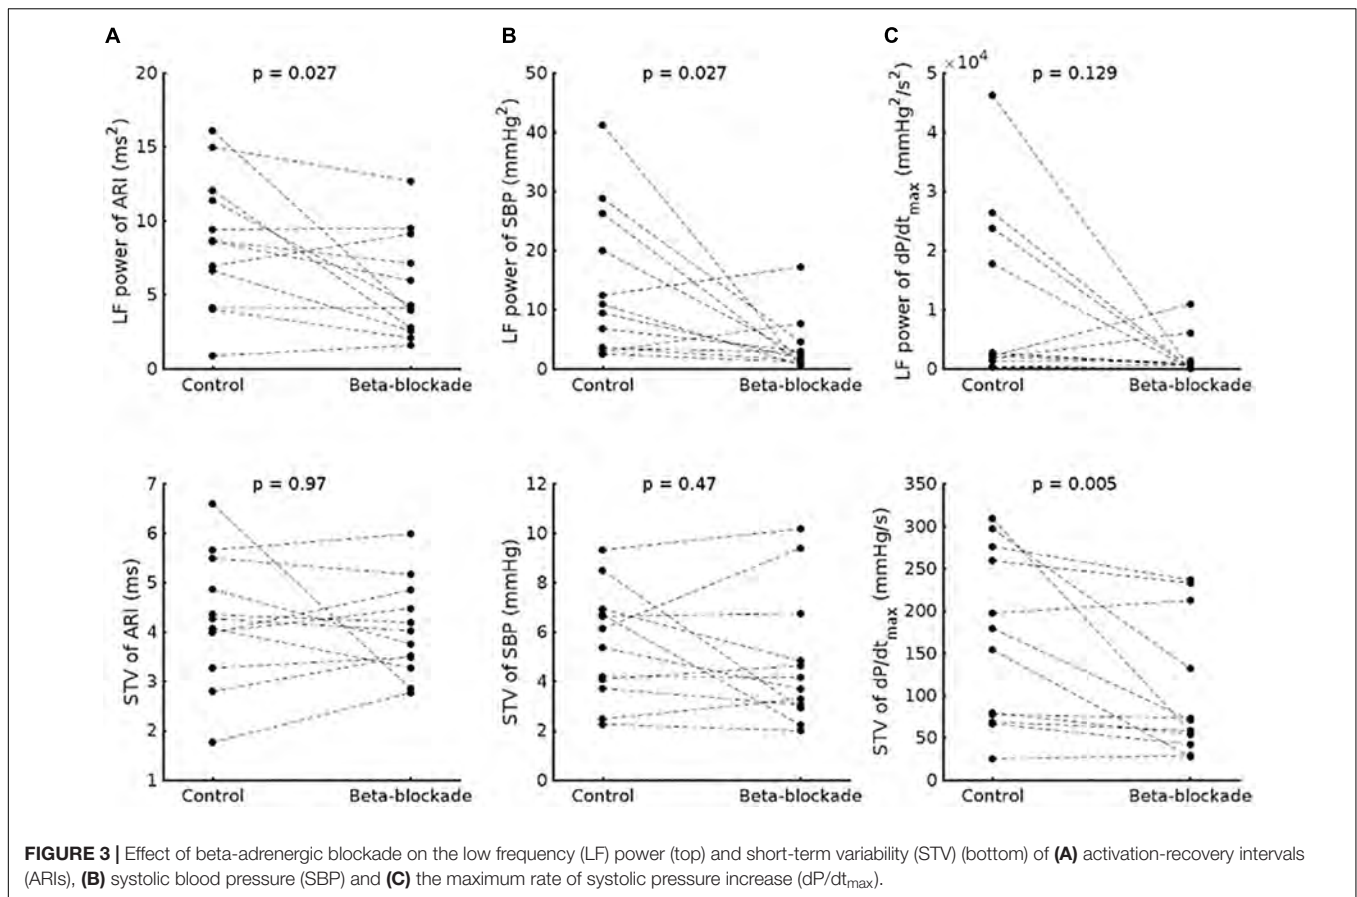 A
B
C
p = 0.027
20
15
10
5
0
LF power of ARI (ms²)
Control
Beta-blockade
p = 0.027
50
40
30
20
10
0
LF power of SBP (mmHg²)
Control
Beta-blockade
×10⁴
p = 0.129
5
4
3
2
1
0
LF power of dP/dtmax (mmHg²/s²)
Control
Beta-blockade
p = 0.97
7
6
5
4
3
2
1
STV of ARI (ms)
Control
Beta-blockade
p = 0.47
12
10
8
6
4
2
0
STV of SBP (mmHg)
Control
Beta-blockade
p = 0.005
350
300
250
200
150
100
50
0
STV of dP/dtmax (mmHg/s)
Control
Beta-blockade
FIGURE 3 | Effect of beta-adrenergic blockade on the low frequency (LF) power (top) and short-term variability (STV) (bottom) of (A) activation-recovery intervals
(ARIs), (B) systolic blood pressure (SBP) and (C) the maximum rate of systolic pressure increase (dP/dtmax).